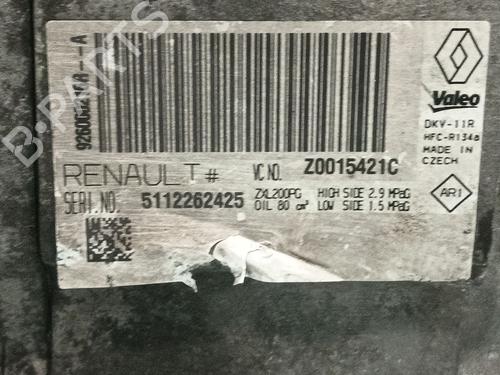 Valeo
DKV-11R
HFC-R134a
MADE IN
CZECH
AR1
RENAULT #
VC NO. Z0015421C
SERI.NO. 5112262425
ZXL200PG HIGH SIDE 2.9 MPaG
OIL 80 cm³ LOW SIDE 1.5 MPaG
B-PARTS